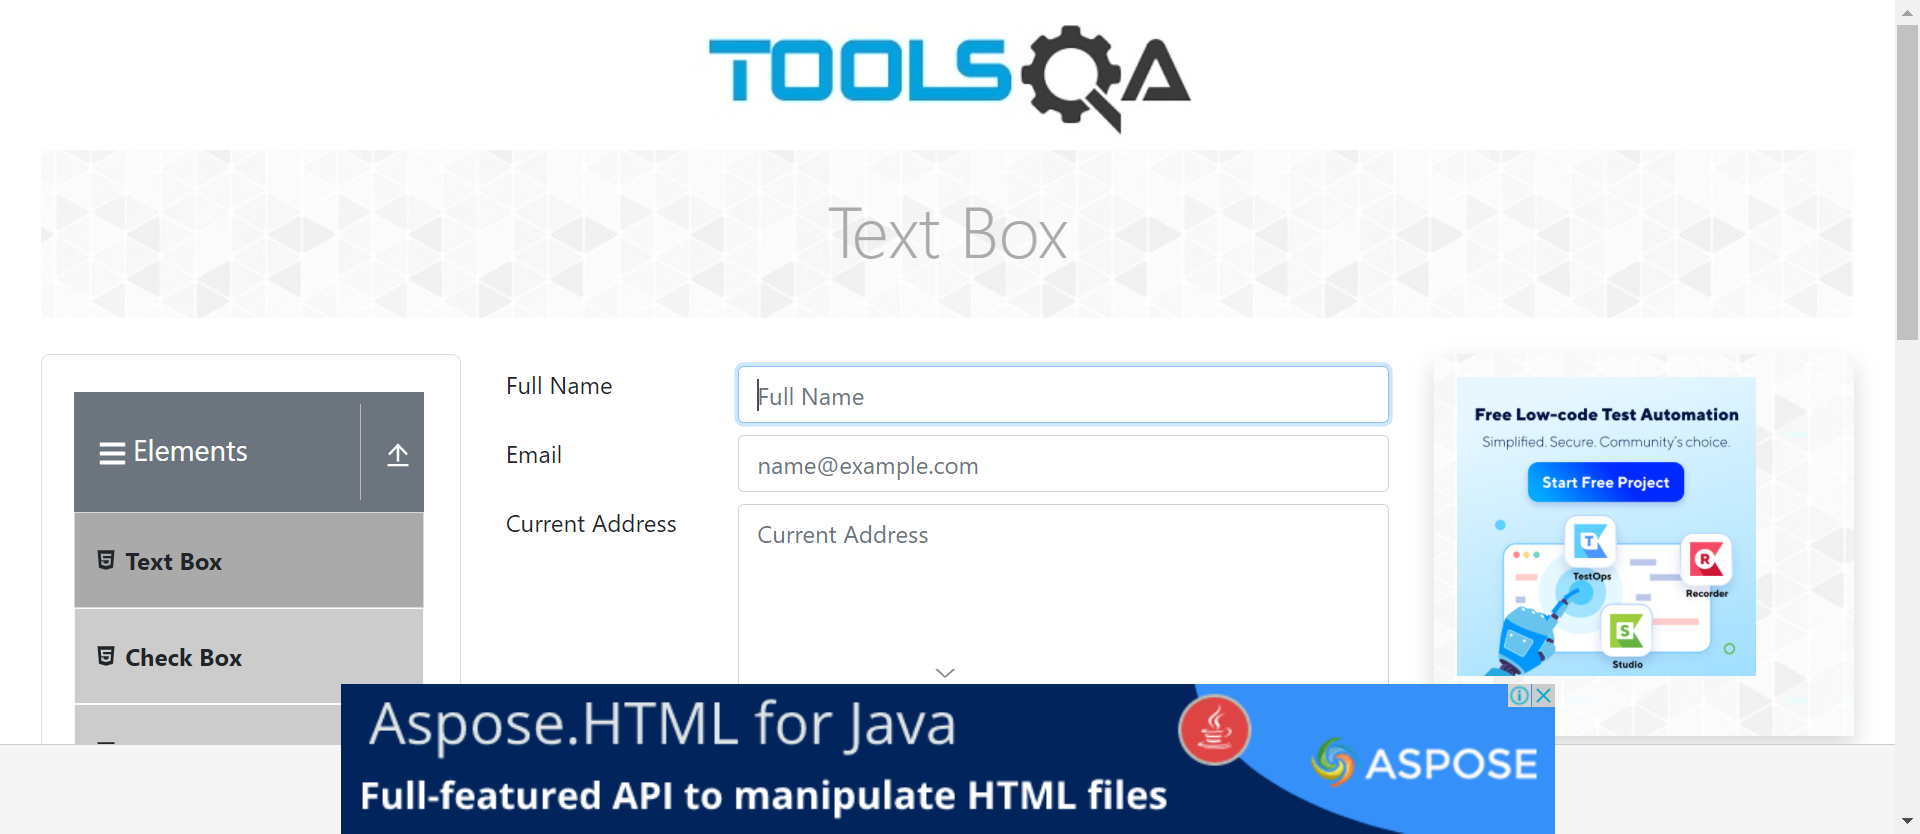 TOOLSQA
Text Box
Elements
Text Box
Check Box
Full Name
Full Name
Email
name@example.com
Current Address
Current Address
Free Low-code Test Automation
Simplified. Secure. Community's choice.
Start Free Project
T
TestOps
R
Recorder
S
Studio
Aspose.HTML for Java
Full-featured API to manipulate HTML files
ASPOSE